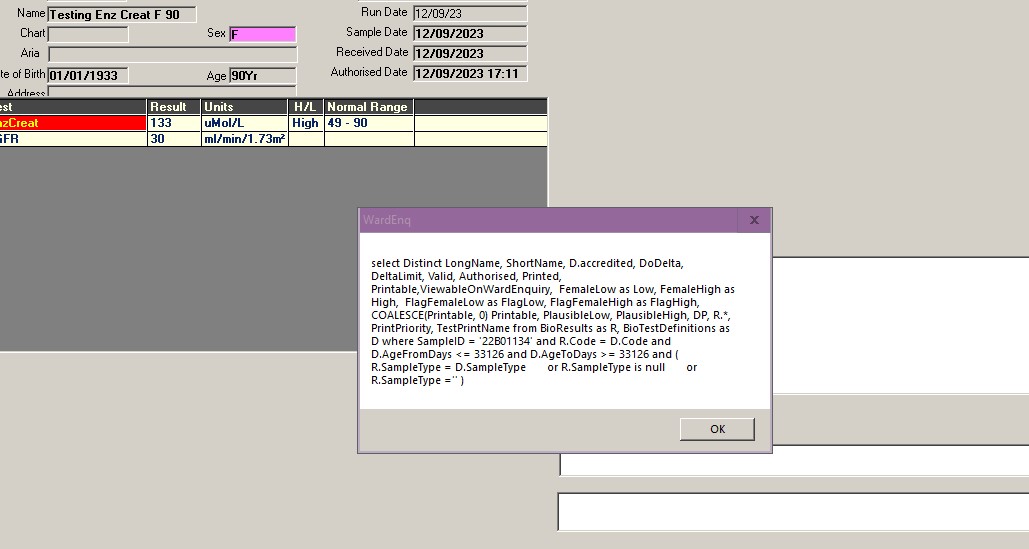 Name Testing Enz Creat F 90 Run Date 12/09/23
Chart Sex F Sample Date 12/09/2023
Aria Received Date 12/09/2023
te of Birth 01/01/1933 Age 90Yr Authorised Date 12/09/2023 17:11
Address
est Result Units H/L Normal Range
nzCreat 133 uMol/L High 49 - 90
GFR 30 ml/min/1.73m²
WardEnq X
select Distinct LongName, ShortName, D.accredited, DoDelta,
DeltaLimit, Valid, Authorised, Printed,
Printable,ViewableOnWardEnquiry, FemaleLow as Low, FemaleHigh as
High, FlagFemaleLow as FlagLow, FlagFemaleHigh as FlagHigh,
COALESCE(Printable, 0) Printable, PlausibleLow, PlausibleHigh, DP, R.*,
PrintPriority, TestPrintName from BioResults as R, BioTestDefinitions as
D where SampleID = '22B01134' and R.Code = D.Code and
D.AgeFromDays <= 33126 and D.AgeToDays >= 33126 and (
R.SampleType = D.SampleType or R.SampleType is null or
R.SampleType ='' )
OK